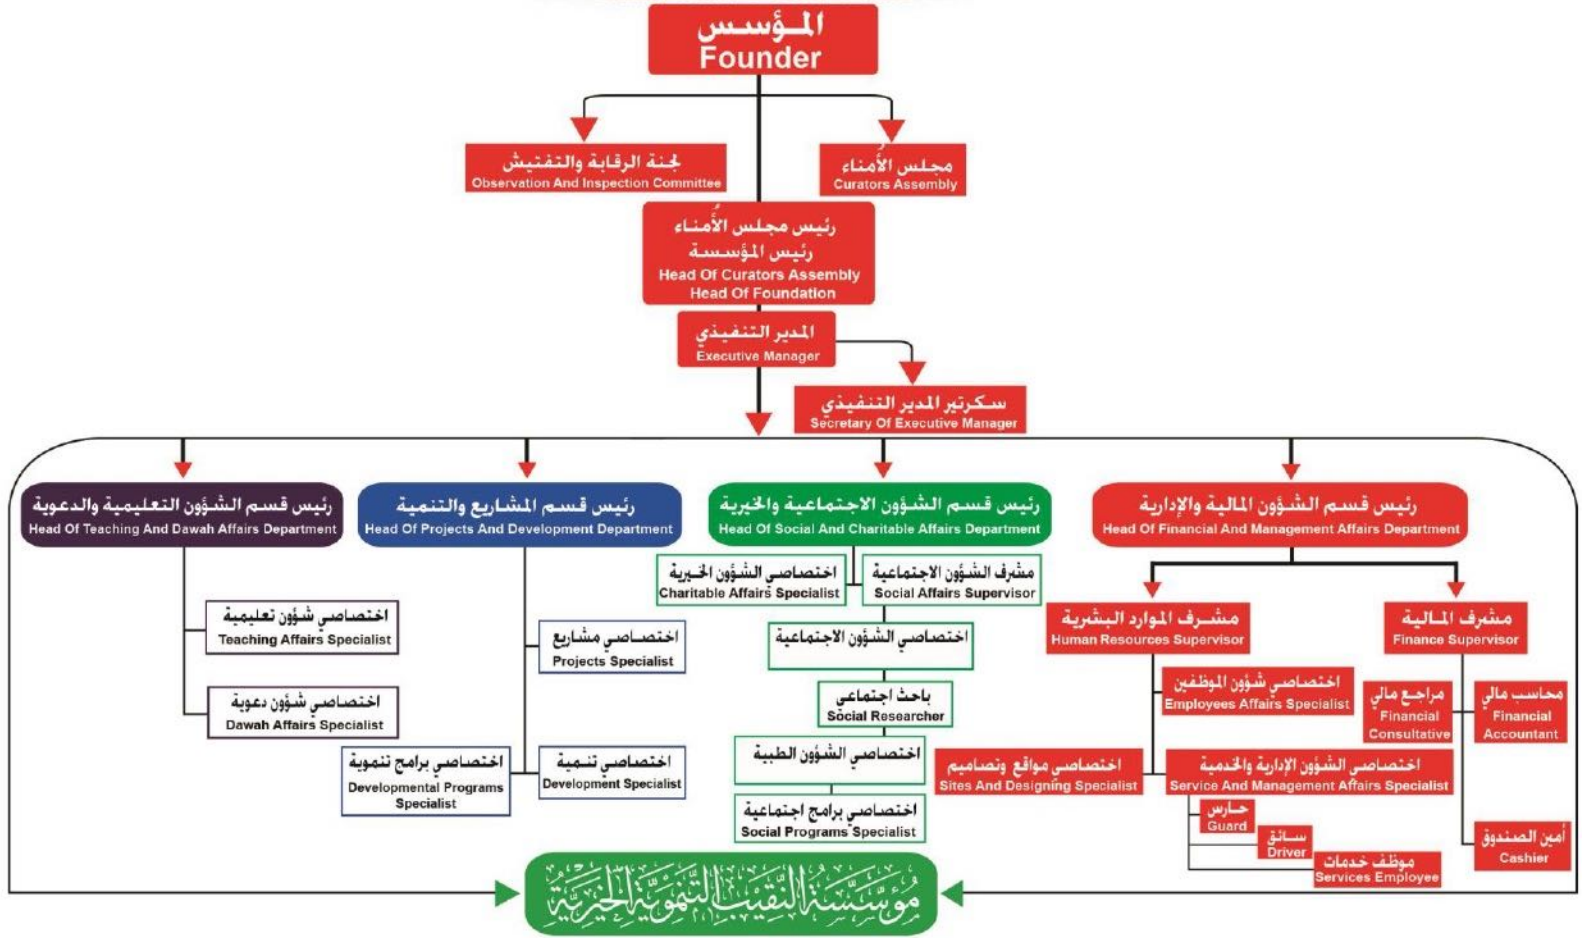 المؤسس
Founder
لجنة الرقابة والتفتيش
Observation And Inspection Committee
مجلس الأمناء
Curators Assembly
رئيس مجلس الأمناء
رئيس المؤسسة
Head Of Curators Assembly
Head Of Foundation
المدير التنفيذي
Executive Manager
سكرتير المدير التنفيذي
Secretary Of Executive Manager
رئيس قسم الشؤون التعليمية والدعوية
Head Of Teaching And Dawah Affairs Department
رئيس قسم المشاريع والتنمية
Head Of Projects And Development Department
رئيس قسم الشؤون الاجتماعية والخيرية
Head Of Social And Charitable Affairs Department
رئيس قسم الشؤون المالية والإدارية
Head Of Financial And Management Affairs Department
اختصاصي شؤون تعليمية
Teaching Affairs Specialist
اختصاصي شؤون دعوية
Dawah Affairs Specialist
اختصاصي مشاريع
Projects Specialist
اختصاصي برامج تنموية
Developmental Programs
Specialist
اختصاصي تنمية
Development Specialist
اختصاصي الشؤون الخيرية
Charitable Affairs Specialist
مشرف الشؤون الاجتماعية
Social Affairs Supervisor
اختصاصي الشؤون الاجتماعية
باحث اجتماعي
Social Researcher
اختصاصي الشؤون الطبية
اختصاصي برامج اجتماعية
Social Programs Specialist
مشرف الموارد البشرية
Human Resources Supervisor
مشرف المالية
Finance Supervisor
اختصاصي شؤون الموظفين
Employees Affairs Specialist
مراجع مالي
Financial
Consultative
محاسب مالي
Financial
Accountant
اختصاصي مواقع وتصاميم
Sites And Designing Specialist
اختصاصي الشؤون الإدارية والخدمية
Service And Management Affairs Specialist
حارس
Guard
سائق
Driver
موظف خدمات
Services Employee
أمين الصندوق
Cashier
مُؤَسَّسَةُ النَّقِيبِ التَّنْمَوِيَّةُ الخَيْرِيَّةُ